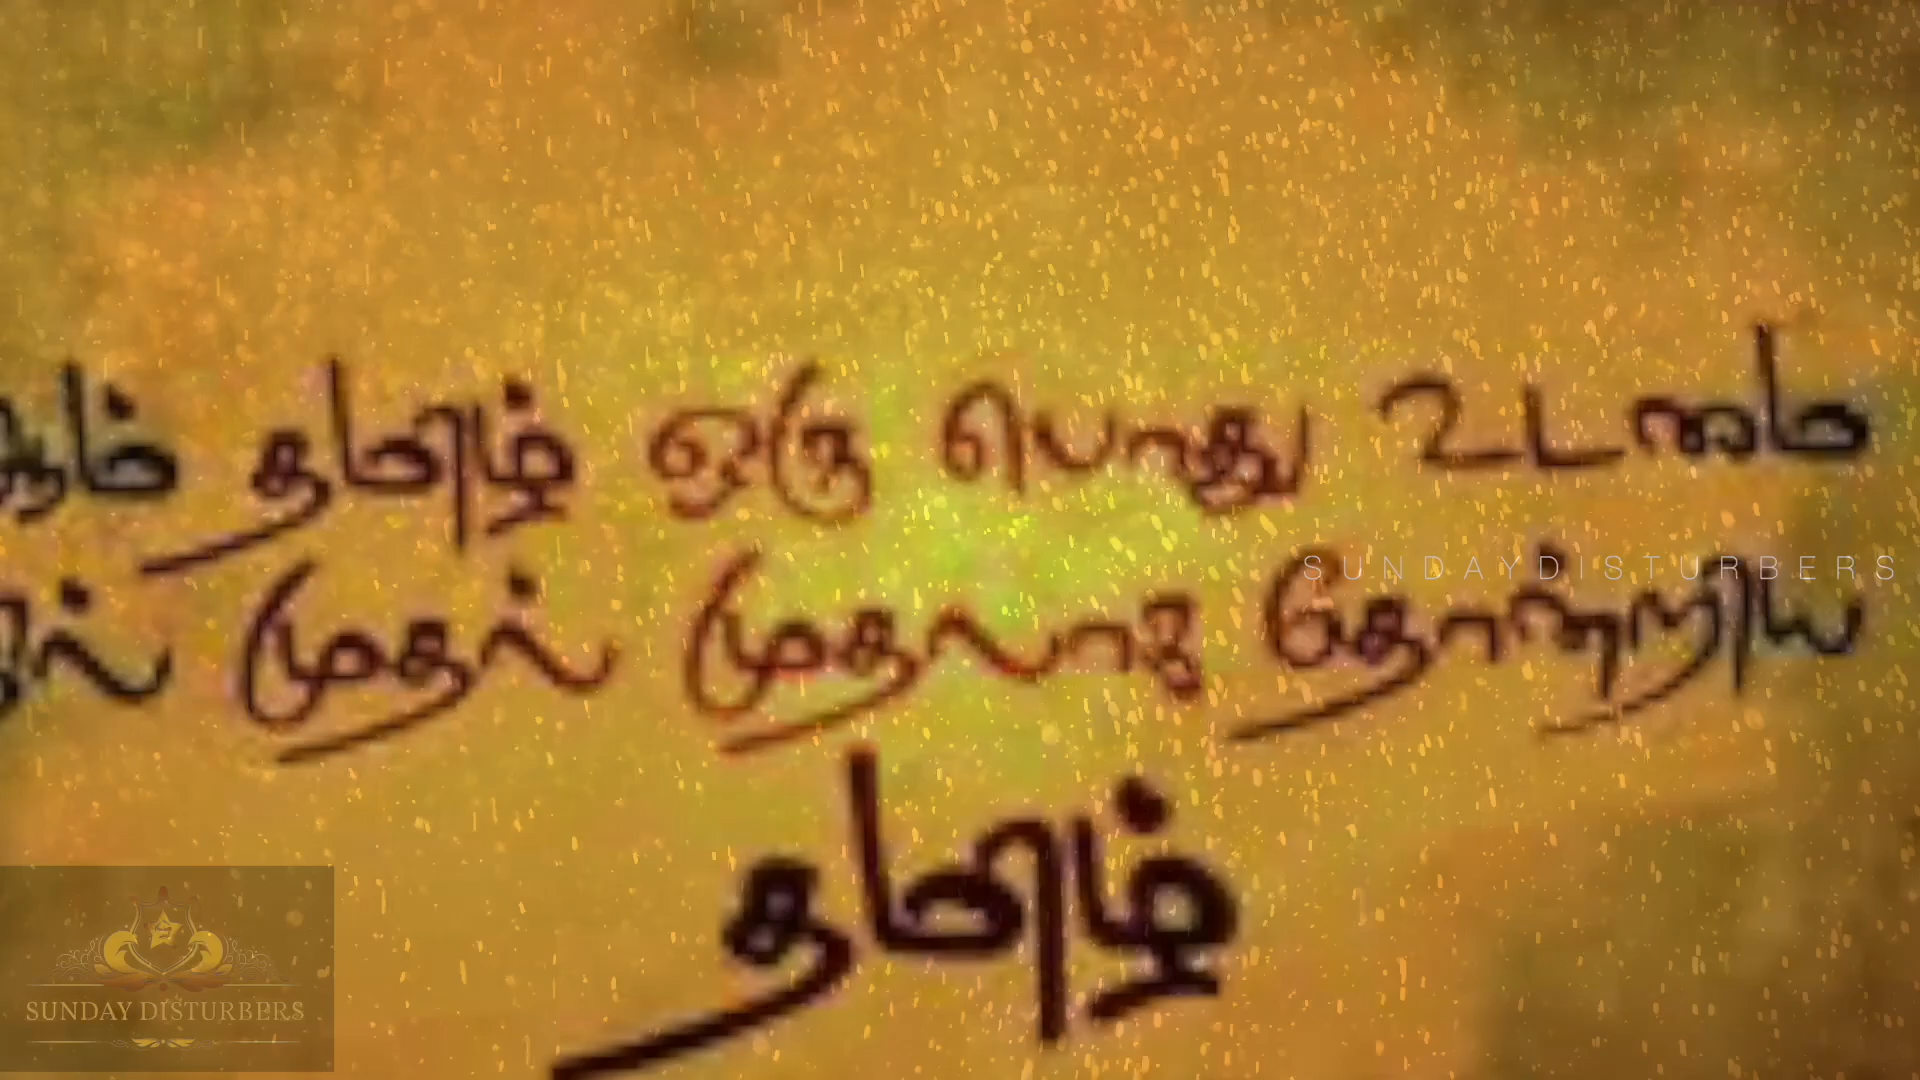 தமிழ் ஒரு பொது உடமை
முதல் முதலாக தோன்றிய
தமிழ்
SUNDAYDISTURBERS
SUNDAY DISTURBERS